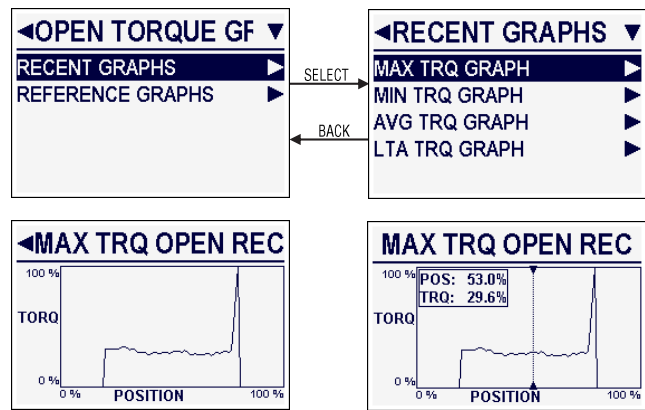 ◄OPEN TORQUE GF ▼
RECENT GRAPHS ▶
REFERENCE GRAPHS ▶
SELECT
BACK
◄RECENT GRAPHS ▼
MAX TRQ GRAPH ▶
MIN TRQ GRAPH ▶
AVG TRQ GRAPH ▶
LTA TRQ GRAPH ▶
◄MAX TRQ OPEN REC
100 %
TORQ
0 %
0 % POSITION 100 %
MAX TRQ OPEN REC
100 %
POS: 53.0%
TRQ: 29.6%
TORQ
0 %
0 % POSITION 100 %